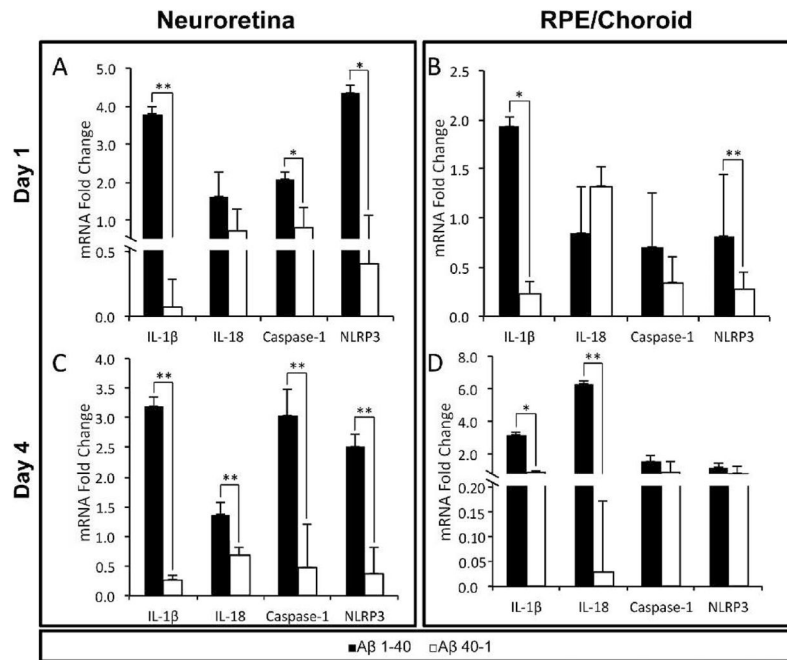 Neuroretina
RPE/Choroid
Day 1
Day 4
A
mRNA Fold Change
5.0
4.0
3.0
2.0
1.0
0.5
0.0
**
*
*
IL-1β
IL-18
Caspase-1
NLRP3
B
mRNA Fold Change
2.5
2.0
1.5
1.0
0.5
0.0
*
**
IL-1β
IL-18
Caspase-1
NLRP3
C
mRNA Fold Change
4.0
3.5
3.0
2.5
2.0
1.5
1.0
0.5
0.0
**
**
**
**
IL-1β
IL-18
Caspase-1
NLRP3
D
mRNA Fold Change
6.0
4.0
2.0
0.20
0.15
0.10
0.05
0.00
*
**
IL-1β
IL-18
Caspase-1
NLRP3
Aβ 1-40 Aβ 40-1